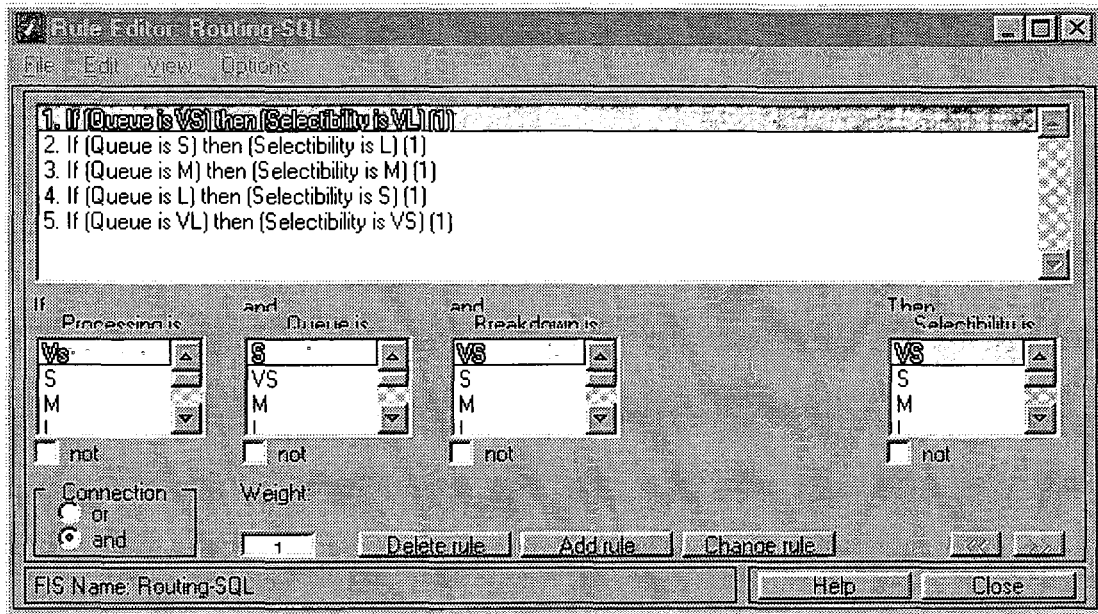 Rule Editor: Routing-SQL
File Edit View Options
1. If (Queue is VS) then (Selectibility is VL) (1)
2. If (Queue is S) then (Selectibility is L) (1)
3. If (Queue is M) then (Selectibility is M) (1)
4. If (Queue is L) then (Selectibility is S) (1)
5. If (Queue is VL) then (Selectibility is VS) (1)
If and and Then
Processing is Queue is Breakdown is Selectibility is
Vs S VS VS
S VS S S
M M M M
not not not not
Connection Weight:
or
and 1 Delete rule Add rule Change rule << >>
FIS Name: Routing-SQL Help Close